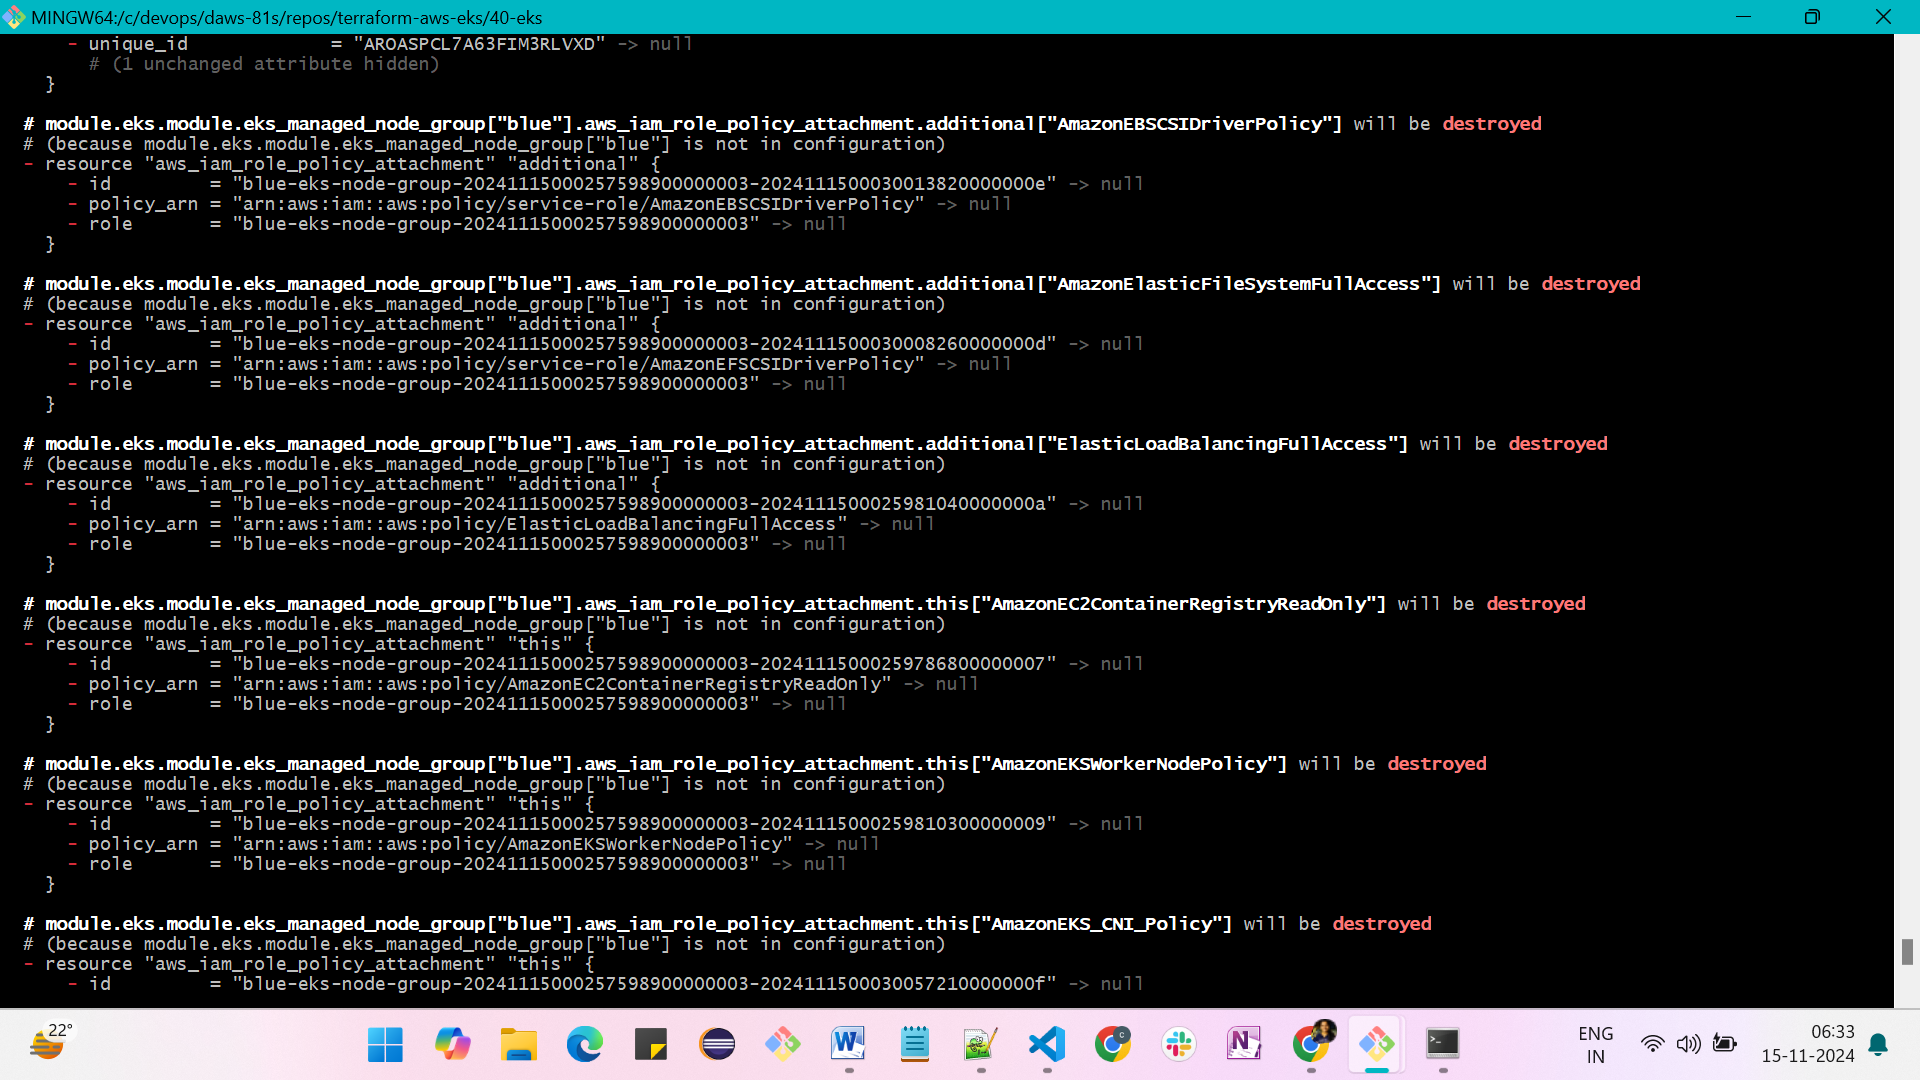 MINGW64:/c/devops/daws-81s/repos/terraform-aws-eks/40-eks
- unique_id = "AROASPCL7A63FIM3RLVXD" -> null
# (1 unchanged attribute hidden)
}
# module.eks.module.eks_managed_node_group["blue"].aws_iam_role_policy_attachment.additional["AmazonEBSCSIDriverPolicy"] will be destroyed
# (because module.eks.module.eks_managed_node_group["blue"] is not in configuration)
- resource "aws_iam_role_policy_attachment" "additional" {
- id = "blue-eks-node-group-20241115000257598900000003-2024111500030013820000000e" -> null
- policy_arn = "arn:aws:iam::aws:policy/service-role/AmazonEBSCSIDriverPolicy" -> null
- role = "blue-eks-node-group-20241115000257598900000003" -> null
}
# module.eks.module.eks_managed_node_group["blue"].aws_iam_role_policy_attachment.additional["AmazonElasticFileSystemFullAccess"] will be destroyed
# (because module.eks.module.eks_managed_node_group["blue"] is not in configuration)
- resource "aws_iam_role_policy_attachment" "additional" {
- id = "blue-eks-node-group-20241115000257598900000003-2024111500030008260000000d" -> null
- policy_arn = "arn:aws:iam::aws:policy/service-role/AmazonEFSCSIDriverPolicy" -> null
- role = "blue-eks-node-group-20241115000257598900000003" -> null
}
# module.eks.module.eks_managed_node_group["blue"].aws_iam_role_policy_attachment.additional["ElasticLoadBalancingFullAccess"] will be destroyed
# (because module.eks.module.eks_managed_node_group["blue"] is not in configuration)
- resource "aws_iam_role_policy_attachment" "additional" {
- id = "blue-eks-node-group-20241115000257598900000003-2024111500025981040000000a" -> null
- policy_arn = "arn:aws:iam::aws:policy/ElasticLoadBalancingFullAccess" -> null
- role = "blue-eks-node-group-20241115000257598900000003" -> null
}
# module.eks.module.eks_managed_node_group["blue"].aws_iam_role_policy_attachment.this["AmazonEC2ContainerRegistryReadOnly"] will be destroyed
# (because module.eks.module.eks_managed_node_group["blue"] is not in configuration)
- resource "aws_iam_role_policy_attachment" "this" {
- id = "blue-eks-node-group-20241115000257598900000003-20241115000259786800000007" -> null
- policy_arn = "arn:aws:iam::aws:policy/AmazonEC2ContainerRegistryReadOnly" -> null
- role = "blue-eks-node-group-20241115000257598900000003" -> null
}
# module.eks.module.eks_managed_node_group["blue"].aws_iam_role_policy_attachment.this["AmazonEKSWorkerNodePolicy"] will be destroyed
# (because module.eks.module.eks_managed_node_group["blue"] is not in configuration)
- resource "aws_iam_role_policy_attachment" "this" {
- id = "blue-eks-node-group-20241115000257598900000003-20241115000259810300000009" -> null
- policy_arn = "arn:aws:iam::aws:policy/AmazonEKSWorkerNodePolicy" -> null
- role = "blue-eks-node-group-20241115000257598900000003" -> null
}
# module.eks.module.eks_managed_node_group["blue"].aws_iam_role_policy_attachment.this["AmazonEKS_CNI_Policy"] will be destroyed
# (because module.eks.module.eks_managed_node_group["blue"] is not in configuration)
- resource "aws_iam_role_policy_attachment" "this" {
- id = "blue-eks-node-group-20241115000257598900000003-2024111500030057210000000f" -> null
22°
ENG
IN
06:33
15-11-2024